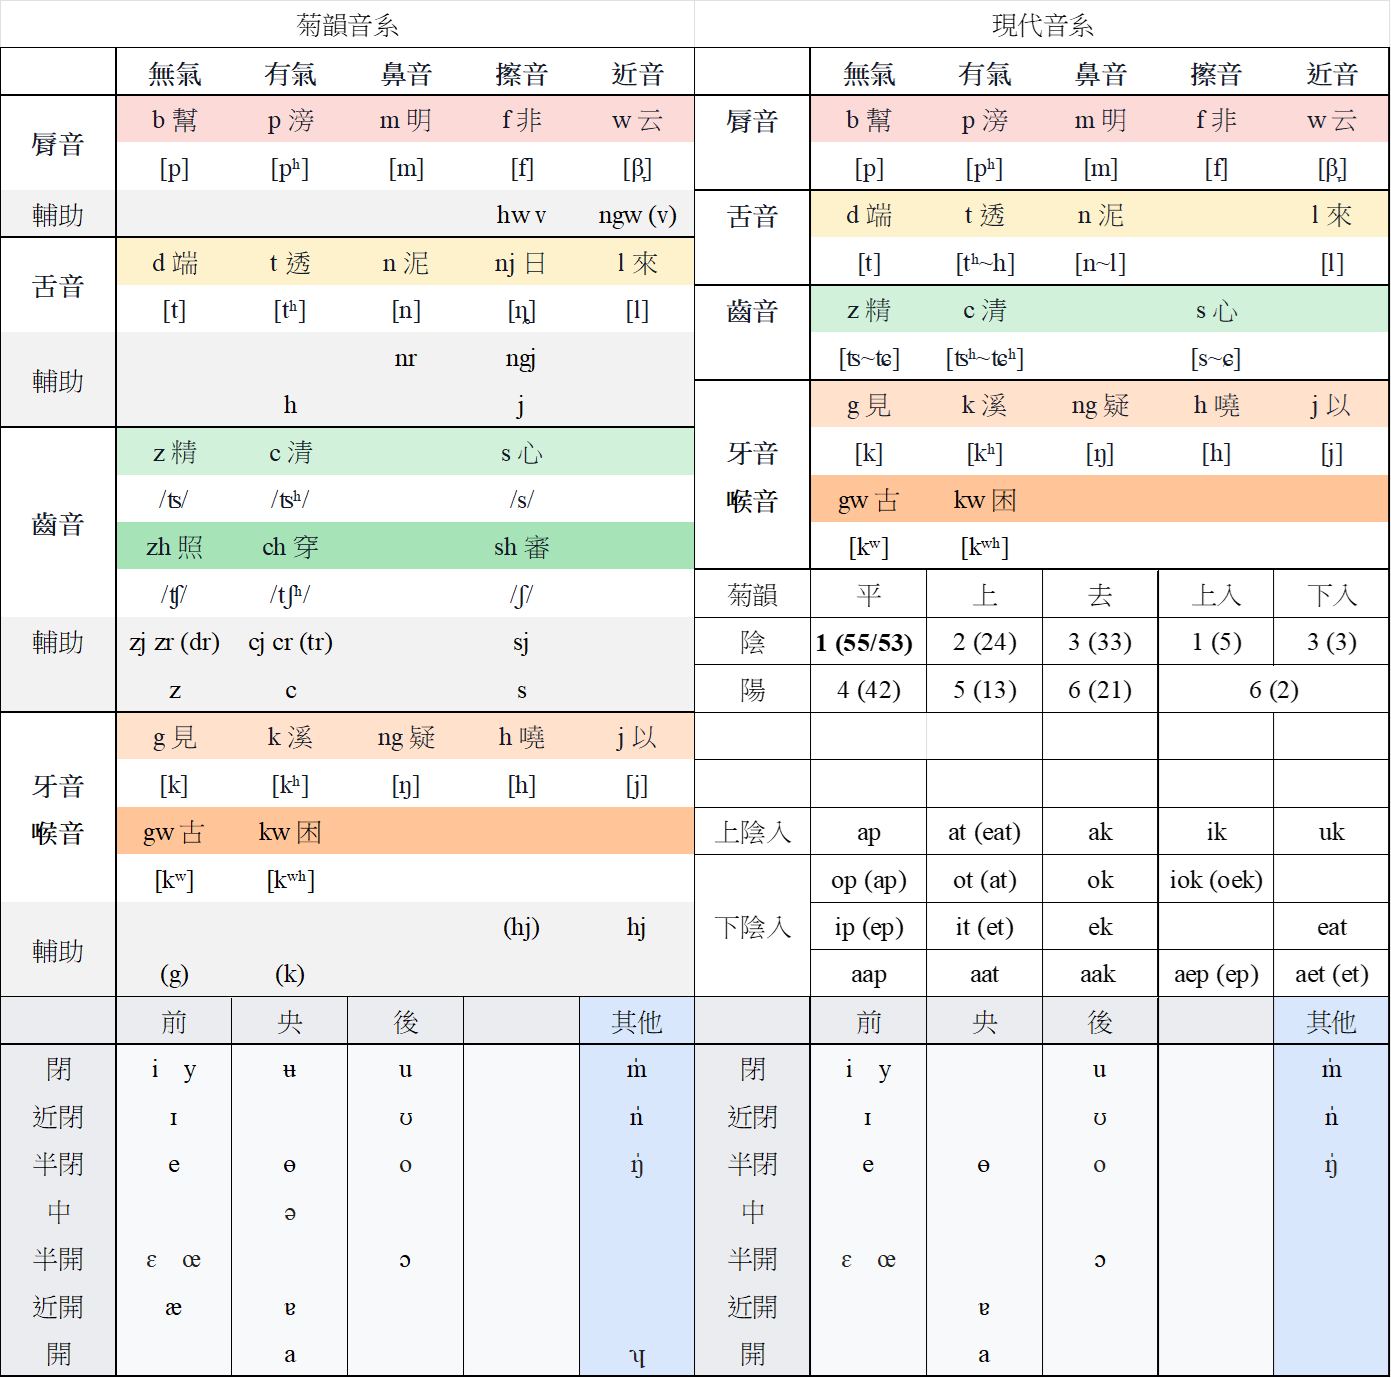 菊韻音系 現代音系
無氣 有氣 鼻音 擦音 近音 無氣 有氣 鼻音 擦音 近音
脣音 b 幫 p 滂 m 明 f 非 w 云 脣音 b 幫 p 滂 m 明 f 非 w 云
[p] [pʰ] [m] [f] [β̞] [p] [pʰ] [m] [f] [β̞]
輔助 hw v ngw (v) 舌音 d 端 t 透 n 泥 l 來
舌音 d 端 t 透 n 泥 nj 日 l 來 [t] [tʰ~h] [n~l] [l]
[t] [tʰ] [n] [l] 齒音 z 精 c 清 s 心
輔助 nr ngj [ʦ~ʨ] [ʦʰ~ʨʰ] [s~ɕ]
h j 牙音 喉音 g 見 k 溪 ng 疑 h 嘵 j 以
齒音 z 精 c 清 s 心 [k] [kʰ] [ŋ] [h] [j]
/ʦ/ /ʦʰ/ /s/ gw 古 kw 困
zh 照 ch 穿 sh 審 [kʷ] [kʷʰ]
/ʧ/ /tʃʰ/ /ʃ/ 菊韻 平 上 去 上入 下入
輔助 zj zr (dr) cj cr (tr) sj 陰 1 (55/53) 2 (24) 3 (33) 1 (5) 3 (3)
z c s 陽 4 (42) 5 (13) 6 (21) 6 (2)
牙音 喉音 g 見 k 溪 ng 疑 h 嘵 j 以
[k] [kʰ] [ŋ] [h] [j]
gw 古 kw 困 上陰入 ap at (eat) ak ik uk
[kʷ] [kʷʰ] 下陰入 op (ap) ot (at) ok iok (oek)
輔助 (hj) hj ip (ep) it (et) ek eat
(g) (k) aap aat aak aep (ep) aet (et)
前 央 後 其他 前 央 後 其他
閉 i y ʉ u m̍ 閉 i y u m̍
近閉 ɪ ʊ n̍ 近閉 ɪ ʊ n̍
半閉 e ɵ o ŋ̍ 半閉 e ɵ o ŋ̍
中 ə 中
半開 ɛ œ ɔ 半開 ɛ œ ɔ
近開 æ ɐ 近開 ɐ
開 a ʯ 開 a